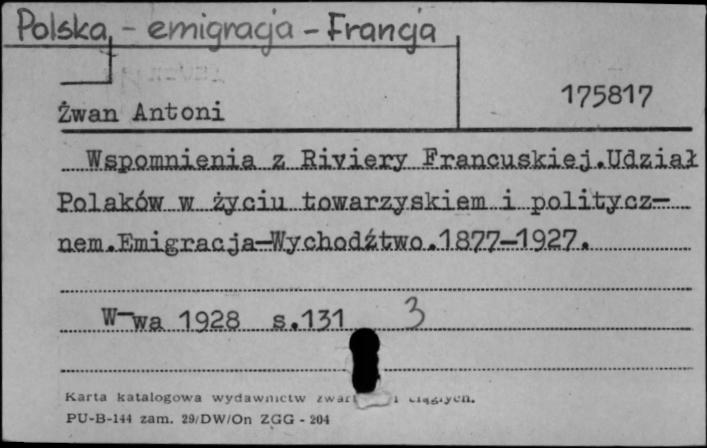 Polska - emigracja - Francja
175817
Żwan Antoni
Wspomnienia z Riviery Francuskiej.Udział
Polaków w życiu towarzyskiem i politycz-
nem.Emigracja-Wychodźtwo.1877-1927.
W-wa 1928 s.131 3
Karta katalogowa wydawnictw i ciągłych.
PU-B-144 zam. 29/DW/On ZGG - 204